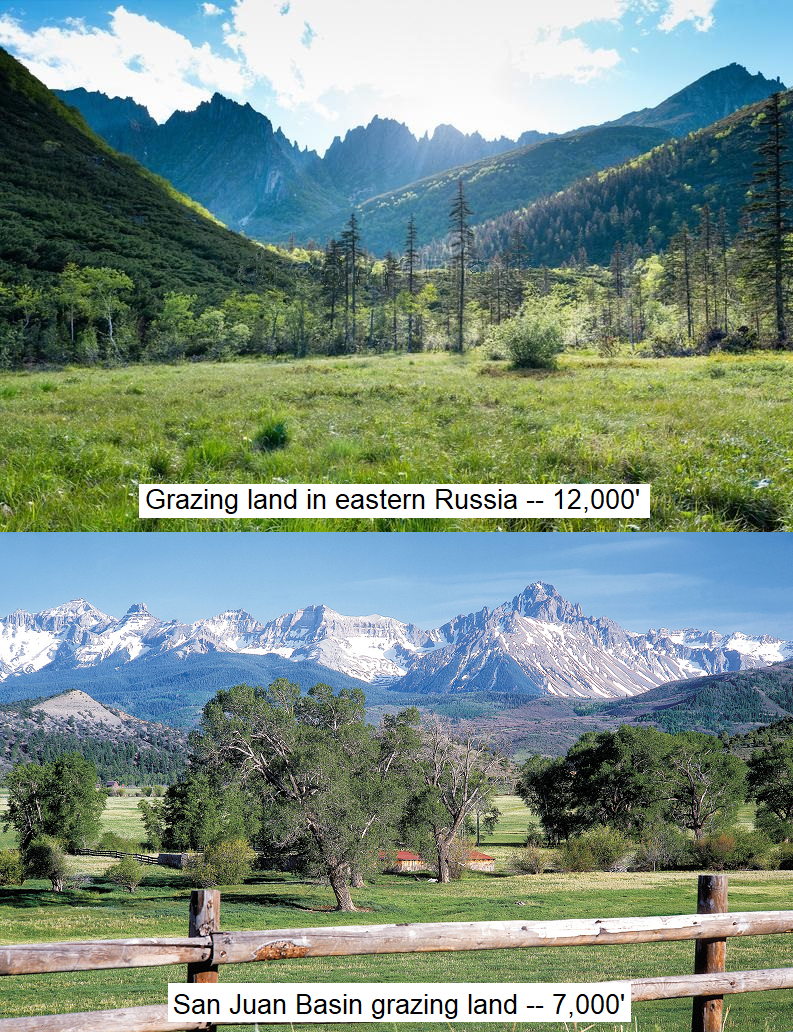 Grazing land in eastern Russia -- 12,000'
San Juan Basin grazing land -- 7,000'